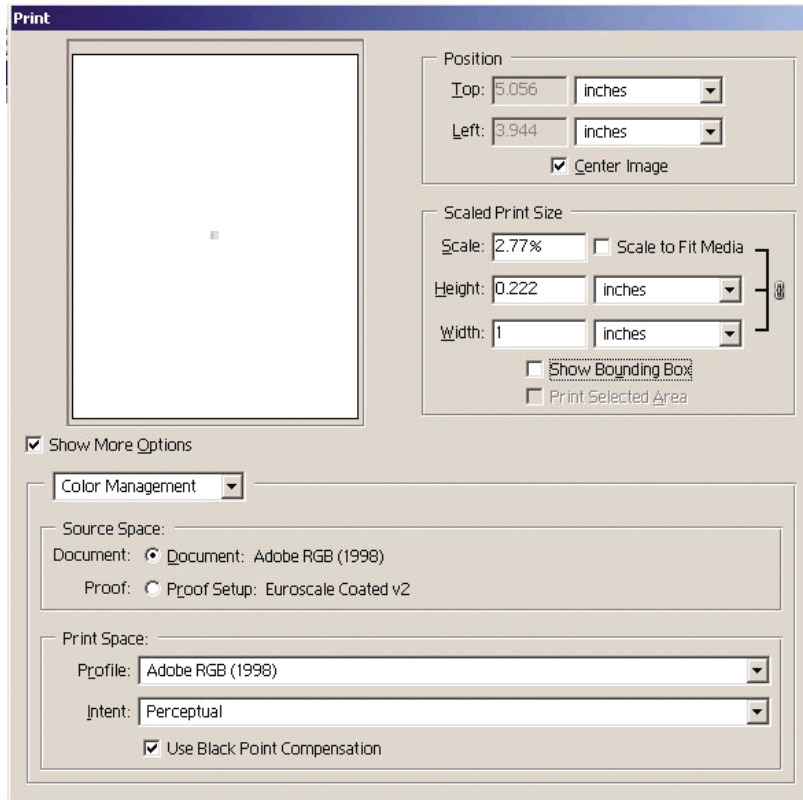 Print
Position
Top: 5.056 inches
Left: 3.944 inches
Center Image
Scaled Print Size
Scale: 2.77% Scale to Fit Media
Height: 0.222 inches
Width: 1 inches
Show Bounding Box
Print Selected Area
Show More Options
Color Management
Source Space:
Document: Document: Adobe RGB (1998)
Proof: Proof Setup: Euroscale Coated v2
Print Space:
Profile: Adobe RGB (1998)
Intent: Perceptual
Use Black Point Compensation